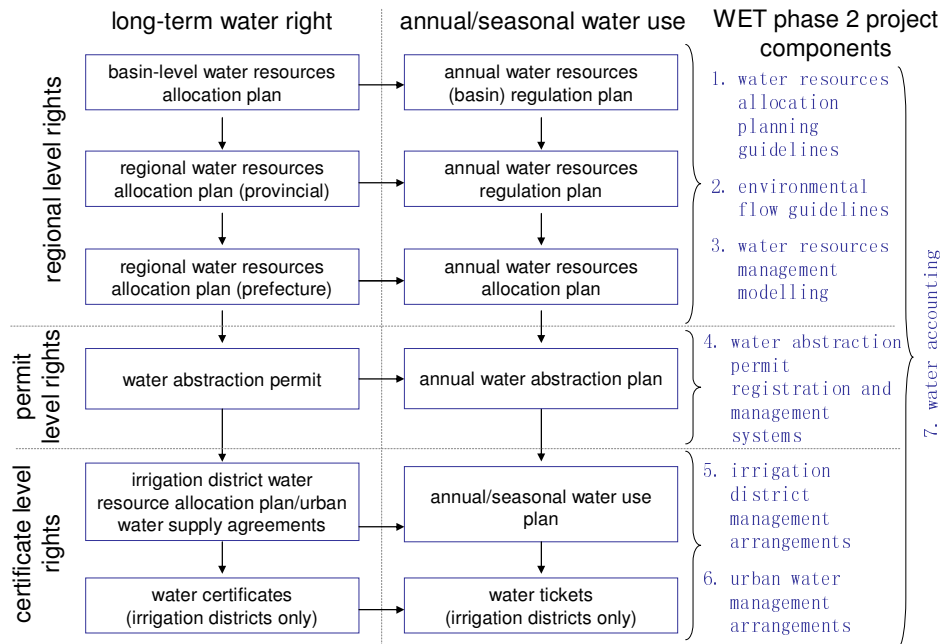 long-term water right
annual/seasonal water use
WET phase 2 project
components
regional level rights
basin-level water resources
allocation plan
annual water resources
(basin) regulation plan
regional water resources
allocation plan (provincial)
annual water resources
regulation plan
regional water resources
allocation plan (prefecture)
annual water resources
allocation plan
1. water resources
allocation
planning
guidelines
2. environmental
flow guidelines
3. water resources
management
modelling
permit
level rights
water abstraction permit
annual water abstraction plan
4. water abstraction
permit
registration and
management
systems
certificate level
rights
irrigation district water
resource allocation plan/urban
water supply agreements
annual/seasonal water use
plan
water certificates
(irrigation districts only)
water tickets
(irrigation districts only)
5. irrigation
district
management
arrangements
6. urban water
management
arrangements
7. water accounting